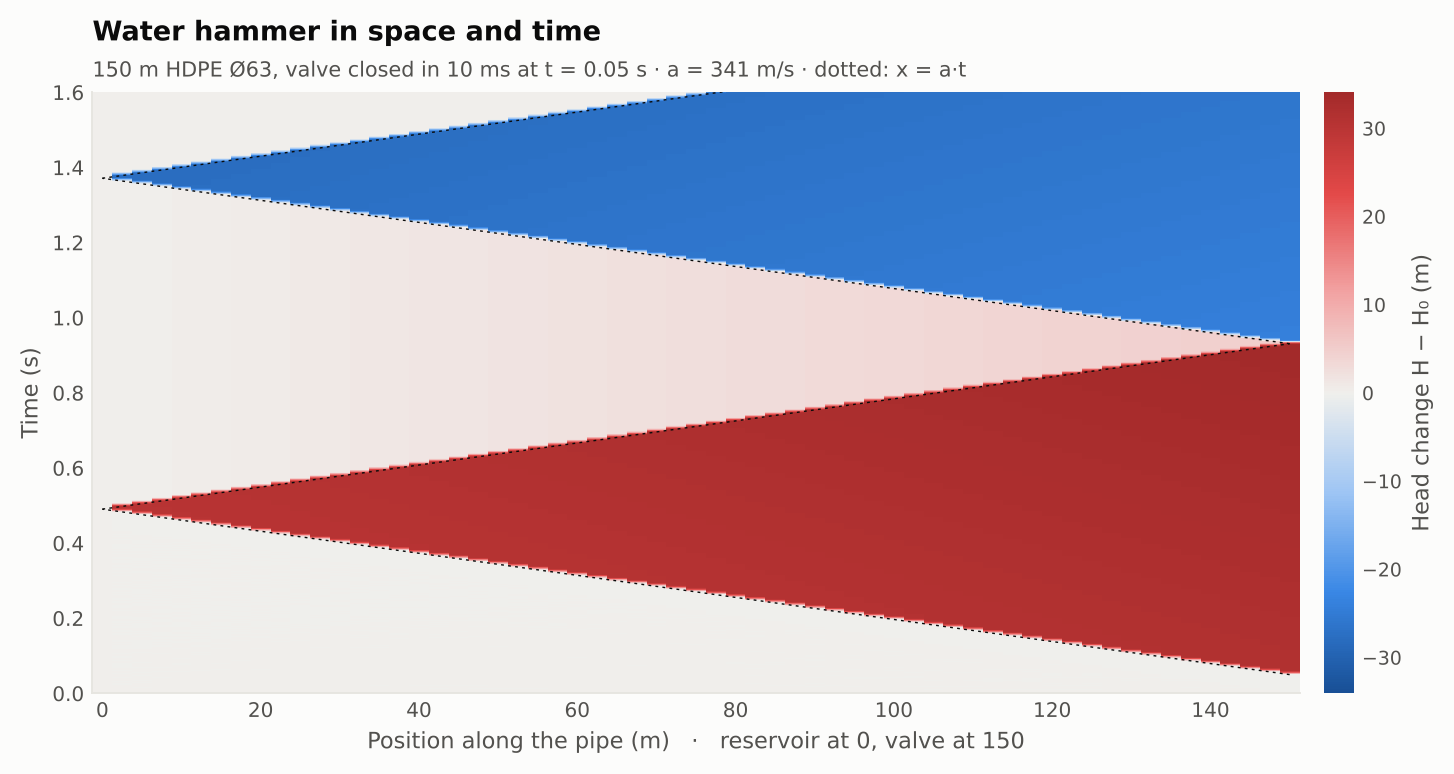 Water hammer in space and time
150 m HDPE Ø63, valve closed in 10 ms at t = 0.05 s · a = 341 m/s · dotted: x = a·t
1.6
1.4
1.2
1.0
0.8
0.6
0.4
0.2
0.0
Time (s)
0 20 40 60 80 100 120 140
Position along the pipe (m) · reservoir at 0, valve at 150
30
20
10
0
−10
−20
−30
Head change H − H₀ (m)